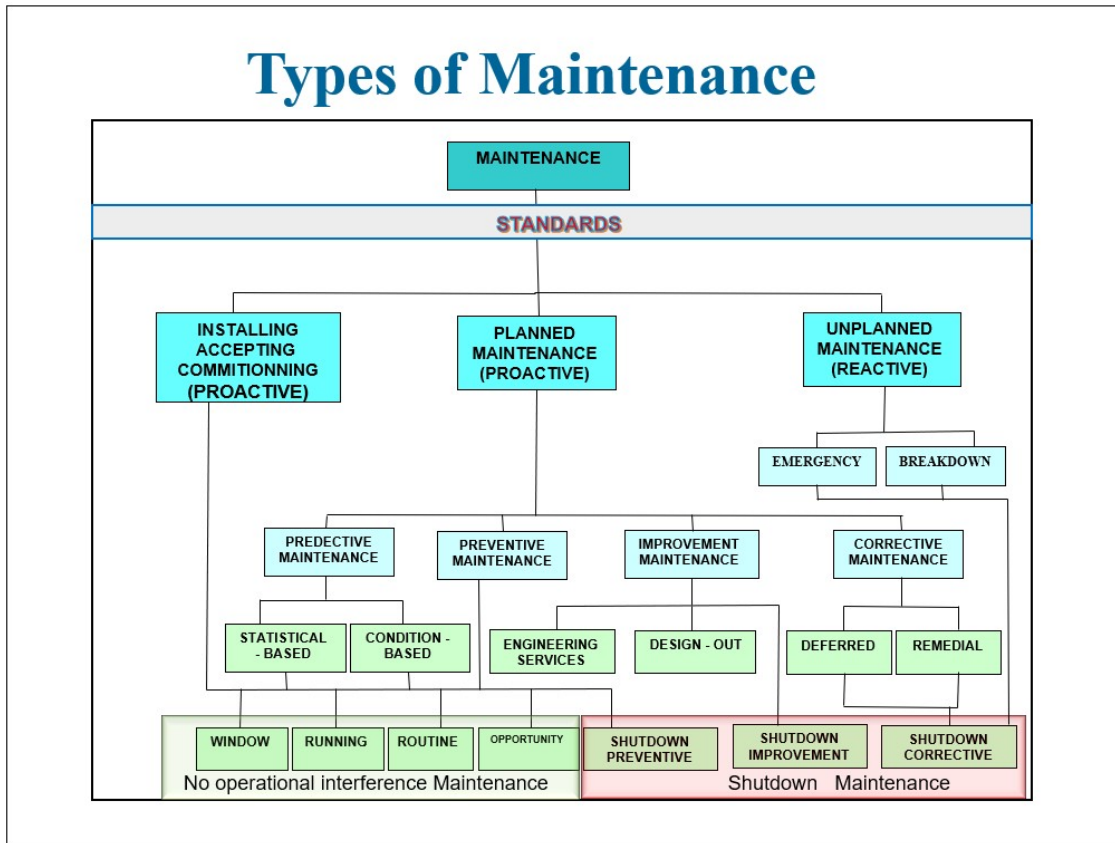 Types of Maintenance
MAINTENANCE
STANDARDS
INSTALLING
ACCEPTING
COMMITIONNING
(PROACTIVE)
PLANNED
MAINTENANCE
(PROACTIVE)
UNPLANNED
MAINTENANCE
(REACTIVE)
EMERGENCY
BREAKDOWN
PREDECTIVE
MAINTENANCE
PREVENTIVE
MAINTENANCE
IMPROVEMENT
MAINTENANCE
CORRECTIVE
MAINTENANCE
STATISTICAL
- BASED
CONDITION -
BASED
ENGINEERING
SERVICES
DESIGN - OUT
DEFERRED
REMEDIAL
WINDOW
RUNNING
ROUTINE
OPPORTUNITY
SHUTDOWN
PREVENTIVE
SHUTDOWN
IMPROVEMENT
SHUTDOWN
CORRECTIVE
No operational interference Maintenance
Shutdown Maintenance